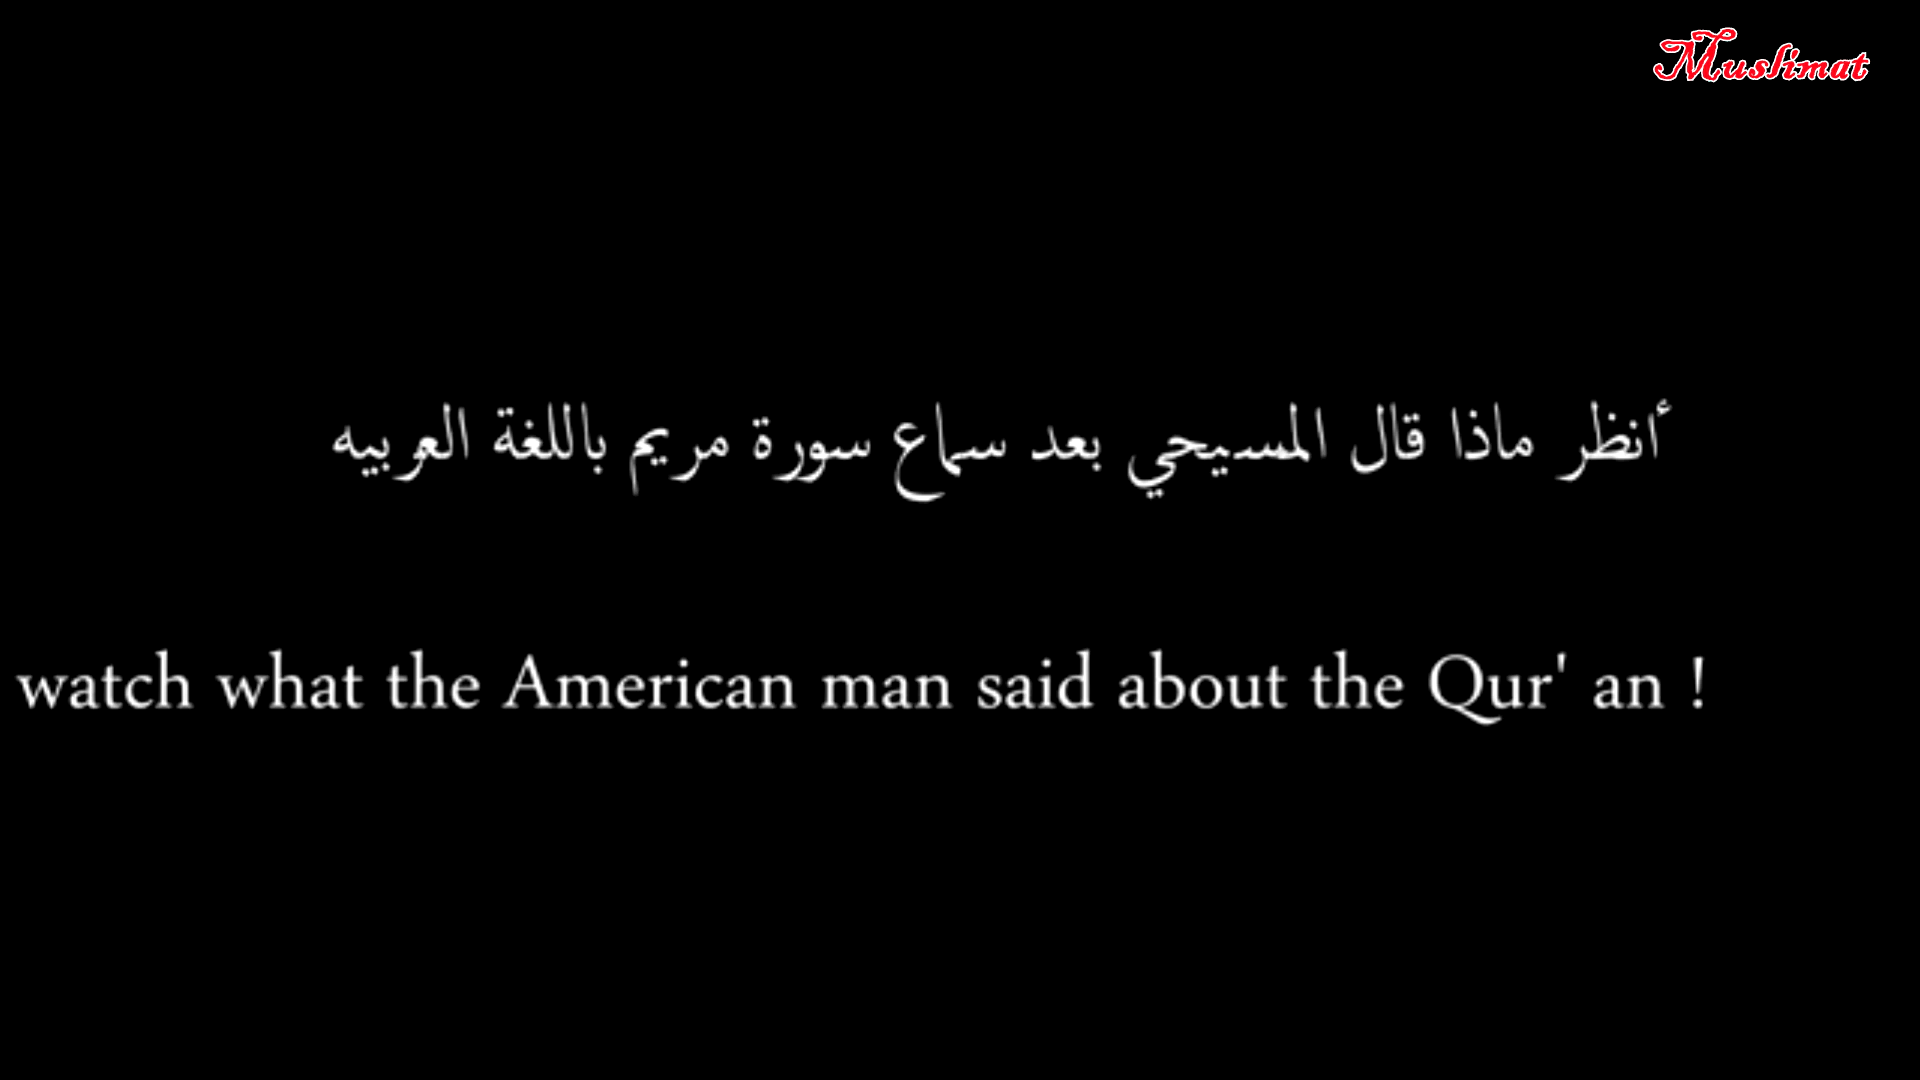 Muslimat
أنظر ماذا قال المسيحي بعد سماع سورة مريم باللغة العربيه
watch what the American man said about the Qur' an !